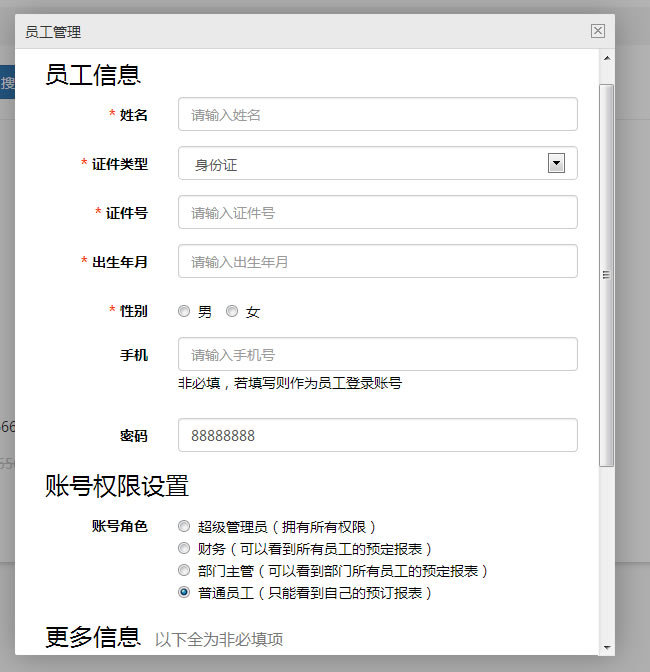 员工管理
员工信息
* 姓名 请输入姓名
* 证件类型 身份证
* 证件号 请输入证件号
* 出生年月 请输入出生年月
* 性别 男 女
手机 请输入手机号
非必填，若填写则作为员工登录账号
密码 88888888
账号权限设置
账号角色 超级管理员（拥有所有权限）
财务（可以看到所有员工的预定报表）
部门主管（可以看到部门所有员工的预定报表）
普通员工（只能看到自己的预订报表）
更多信息 以下全为非必填项
搜